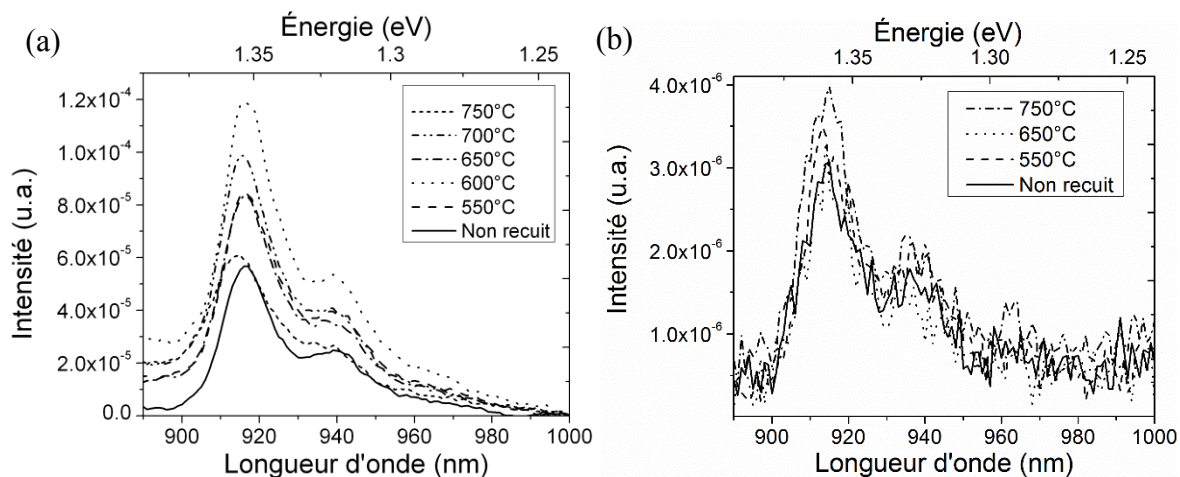 (a)
Énergie (eV)
1.35 1.3 1.25
1.2x10⁻⁴
1.0x10⁻⁴
8.0x10⁻⁵
6.0x10⁻⁵
4.0x10⁻⁵
2.0x10⁻⁵
0.0
Intensité (u.a.)
750°C
700°C
650°C
600°C
550°C
Non recuit
900 920 940 960 980 1000
Longueur d'onde (nm)
(b)
Énergie (eV)
1.35 1.30 1.25
4.0x10⁻⁶
3.0x10⁻⁶
2.0x10⁻⁶
1.0x10⁻⁶
Intensité (u.a.)
750°C
650°C
550°C
Non recuit
900 920 940 960 980 1000
Longueur d'onde (nm)